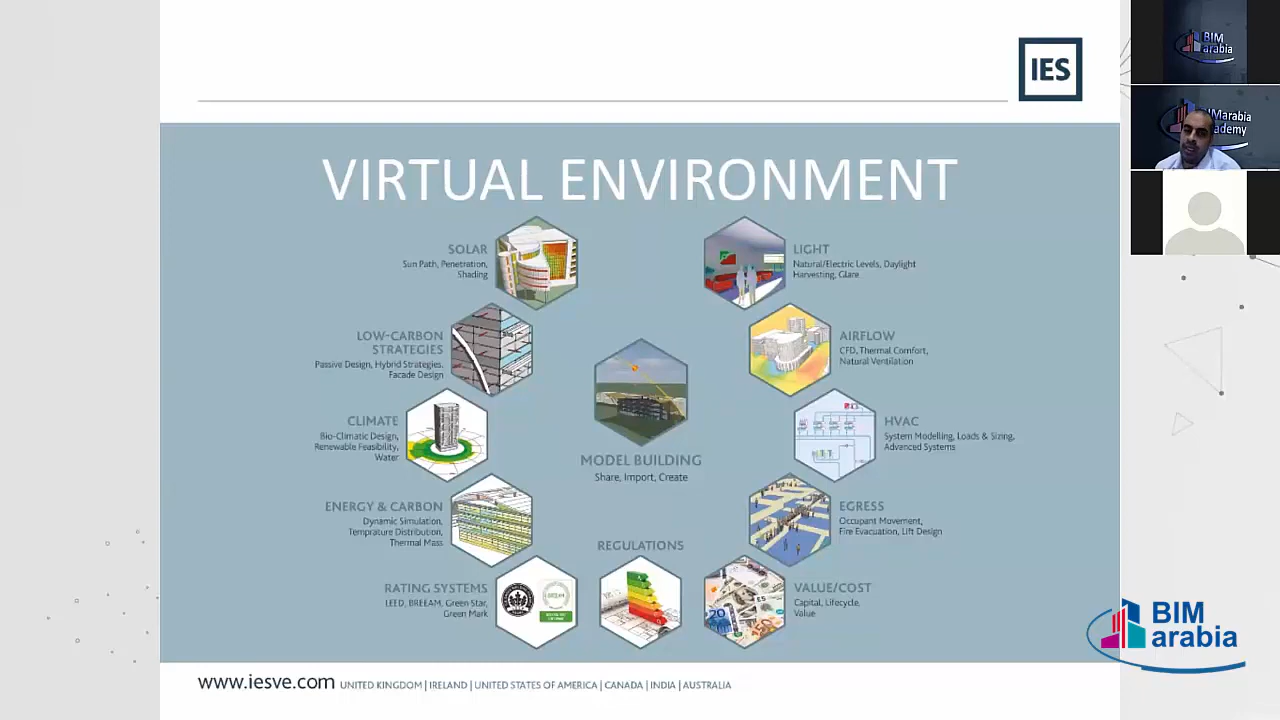 IES
VIRTUAL ENVIRONMENT
SOLAR
Sun Path, Penetration,
Shading
LIGHT
Natural/Electric Levels, Daylight
Harvesting, Glare
LOW-CARBON
STRATEGIES
Passive Design, Hybrid Strategies,
Facade Design
AIRFLOW
CFD, Thermal Comfort,
Natural Ventilation
CLIMATE
Bio-Climatic Design,
Renewable Feasibility,
Water
HVAC
System Modelling, Loads & Sizing,
Advanced Systems
MODEL BUILDING
Share, Import, Create
ENERGY & CARBON
Dynamic Simulation,
Temprature Distribution,
Thermal Mass
EGRESS
Occupant Movement,
Fire Evacuation, Lift Design
REGULATIONS
RATING SYSTEMS
LEED, BREEAM, Green Star,
Green Mark
VALUE/COST
Capital, Lifecycle,
Value
www.iesve.com UNITED KINGDOM | IRELAND | UNITED STATES OF AMERICA | CANADA | INDIA | AUSTRALIA
BIM
arabia
BIM
arabia